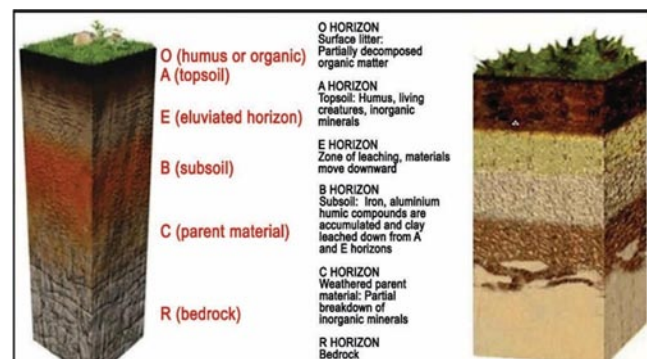 O (humus or organic)
A (topsoil)
E (eluviated horizon)
B (subsoil)
C (parent material)
R (bedrock)
O HORIZON
Surface litter:
Partially decomposed
organic matter
A HORIZON
Topsoil: Humus, living
creatures, inorganic
minerals
E HORIZON
Zone of leaching, materials
move downward
B HORIZON
Subsoil: Iron, aluminium
humic compounds are
accumulated and clay
leached down from A
and E horizons
C HORIZON
Weathered parent
material: Partial
breakdown of
inorganic minerals
R HORIZON
Bedrock